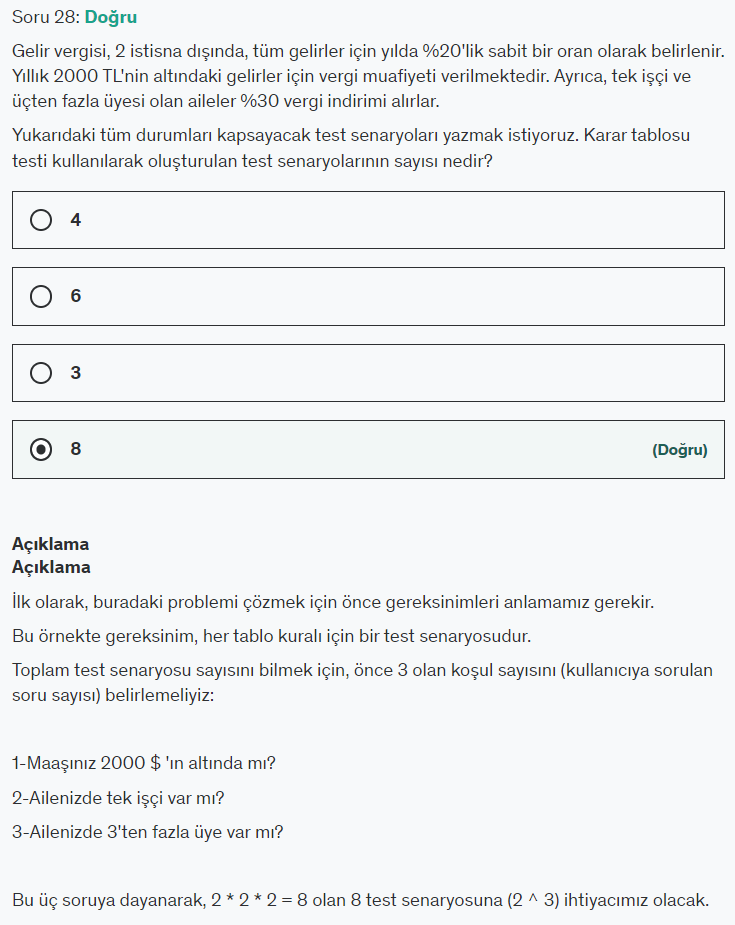 Soru 28: Doğru
Gelir vergisi, 2 istisna dışında, tüm gelirler için yılda %20'lik sabit bir oran olarak belirlenir.
Yıllık 2000 TL'nin altındaki gelirler için vergi muafiyeti verilmektedir. Ayrıca, tek işçi ve
üçten fazla üyesi olan aileler %30 vergi indirimi alırlar.
Yukarıdaki tüm durumları kapsayacak test senaryoları yazmak istiyoruz. Karar tablosu
testi kullanılarak oluşturulan test senaryolarının sayısı nedir?
4
6
3
8 (Doğru)
Açıklama
Açıklama
İlk olarak, buradaki problemi çözmek için önce gereksinimleri anlamamız gerekir.
Bu örnekte gereksinim, her tablo kuralı için bir test senaryosudur.
Toplam test senaryosu sayısını bilmek için, önce 3 olan koşul sayısını (kullanıcıya sorulan
soru sayısı) belirlemeliyiz:
1-Maaşınız 2000 $ 'ın altında mı?
2-Ailenizde tek işçi var mı?
3-Ailenizde 3'ten fazla üye var mı?
Bu üç soruya dayanarak, 2 * 2 * 2 = 8 olan 8 test senaryosuna (2 ^ 3) ihtiyacımız olacak.